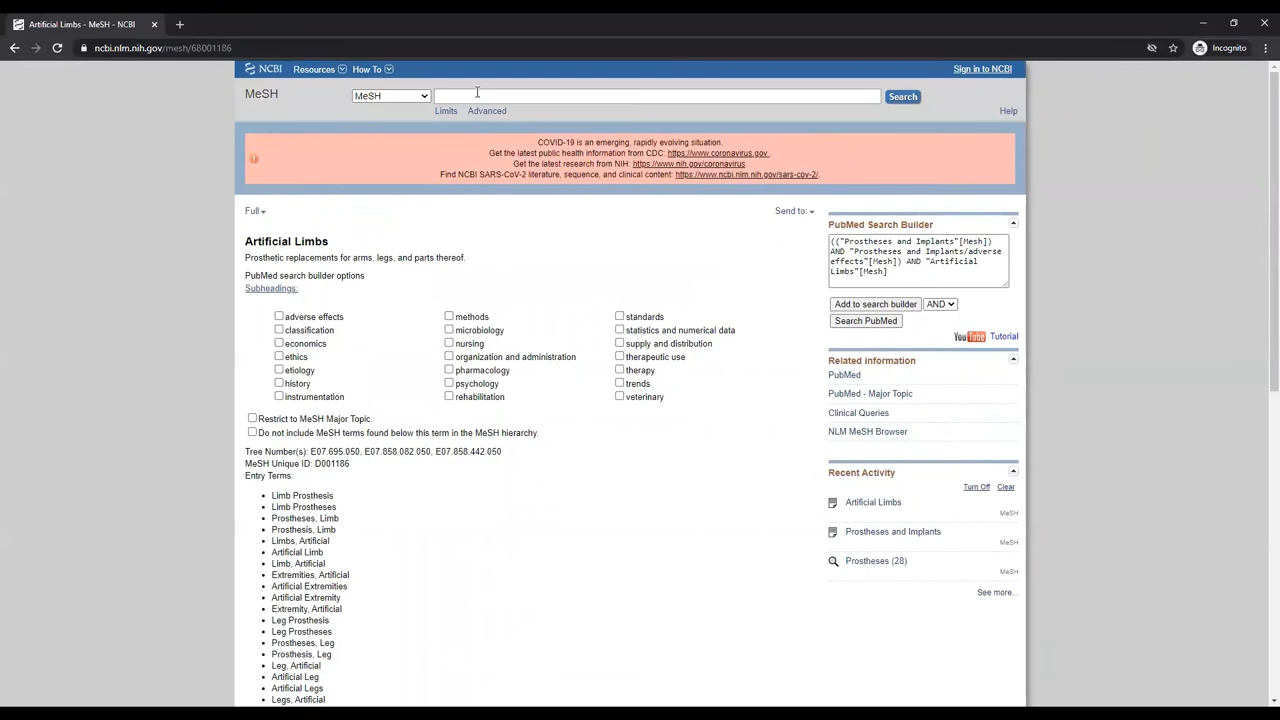 Artificial Limbs - MeSH - NCBI
ncbi.nlm.nih.gov/mesh/68001186
Incognito
NCBI Resources How To Sign in to NCBI
MeSH MeSH Search
Limits Advanced Help
COVID-19 is an emerging, rapidly evolving situation.
Get the latest public health information from CDC: https://www.coronavirus.gov .
Get the latest research from NIH: https://www.nih.gov/coronavirus.
Find NCBI SARS-CoV-2 literature, sequence, and clinical content: https://www.ncbi.nlm.nih.gov/sars-cov-2/.
Full Send to:
Artificial Limbs
Prosthetic replacements for arms, legs, and parts thereof.
PubMed search builder options
Subheadings:
adverse effects
classification
economics
ethics
etiology
history
instrumentation
methods
microbiology
nursing
organization and administration
pharmacology
psychology
rehabilitation
standards
statistics and numerical data
supply and distribution
therapeutic use
therapy
trends
veterinary
Restrict to MeSH Major Topic.
Do not include MeSH terms found below this term in the MeSH hierarchy.
Tree Number(s): E07.695.050, E07.858.082.050, E07.858.442.050
MeSH Unique ID: D001186
Entry Terms:
Limb Prosthesis
Limb Prostheses
Prostheses, Limb
Prosthesis, Limb
Limbs, Artificial
Artificial Limb
Limb, Artificial
Extremities, Artificial
Artificial Extremities
Artificial Extremity
Extremity, Artificial
Leg Prosthesis
Leg Prostheses
Prostheses, Leg
Prosthesis, Leg
Leg, Artificial
Artificial Leg
Artificial Legs
Legs, Artificial
PubMed Search Builder
(("Prostheses and Implants"[Mesh])
AND "Prostheses and Implants/adverse
effects"[Mesh]) AND "Artificial
Limbs"[Mesh]
Add to search builder AND
Search PubMed
YouTube Tutorial
Related information
PubMed
PubMed - Major Topic
Clinical Queries
NLM MeSH Browser
Recent Activity
Turn Off Clear
Artificial Limbs
MeSH
Prostheses and Implants
MeSH
Prostheses (28)
MeSH
See more...